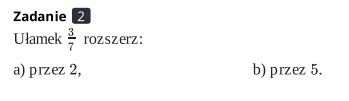 Zadanie 2
Ułamek 3/7 rozszerz:
a) przez 2, b) przez 5.